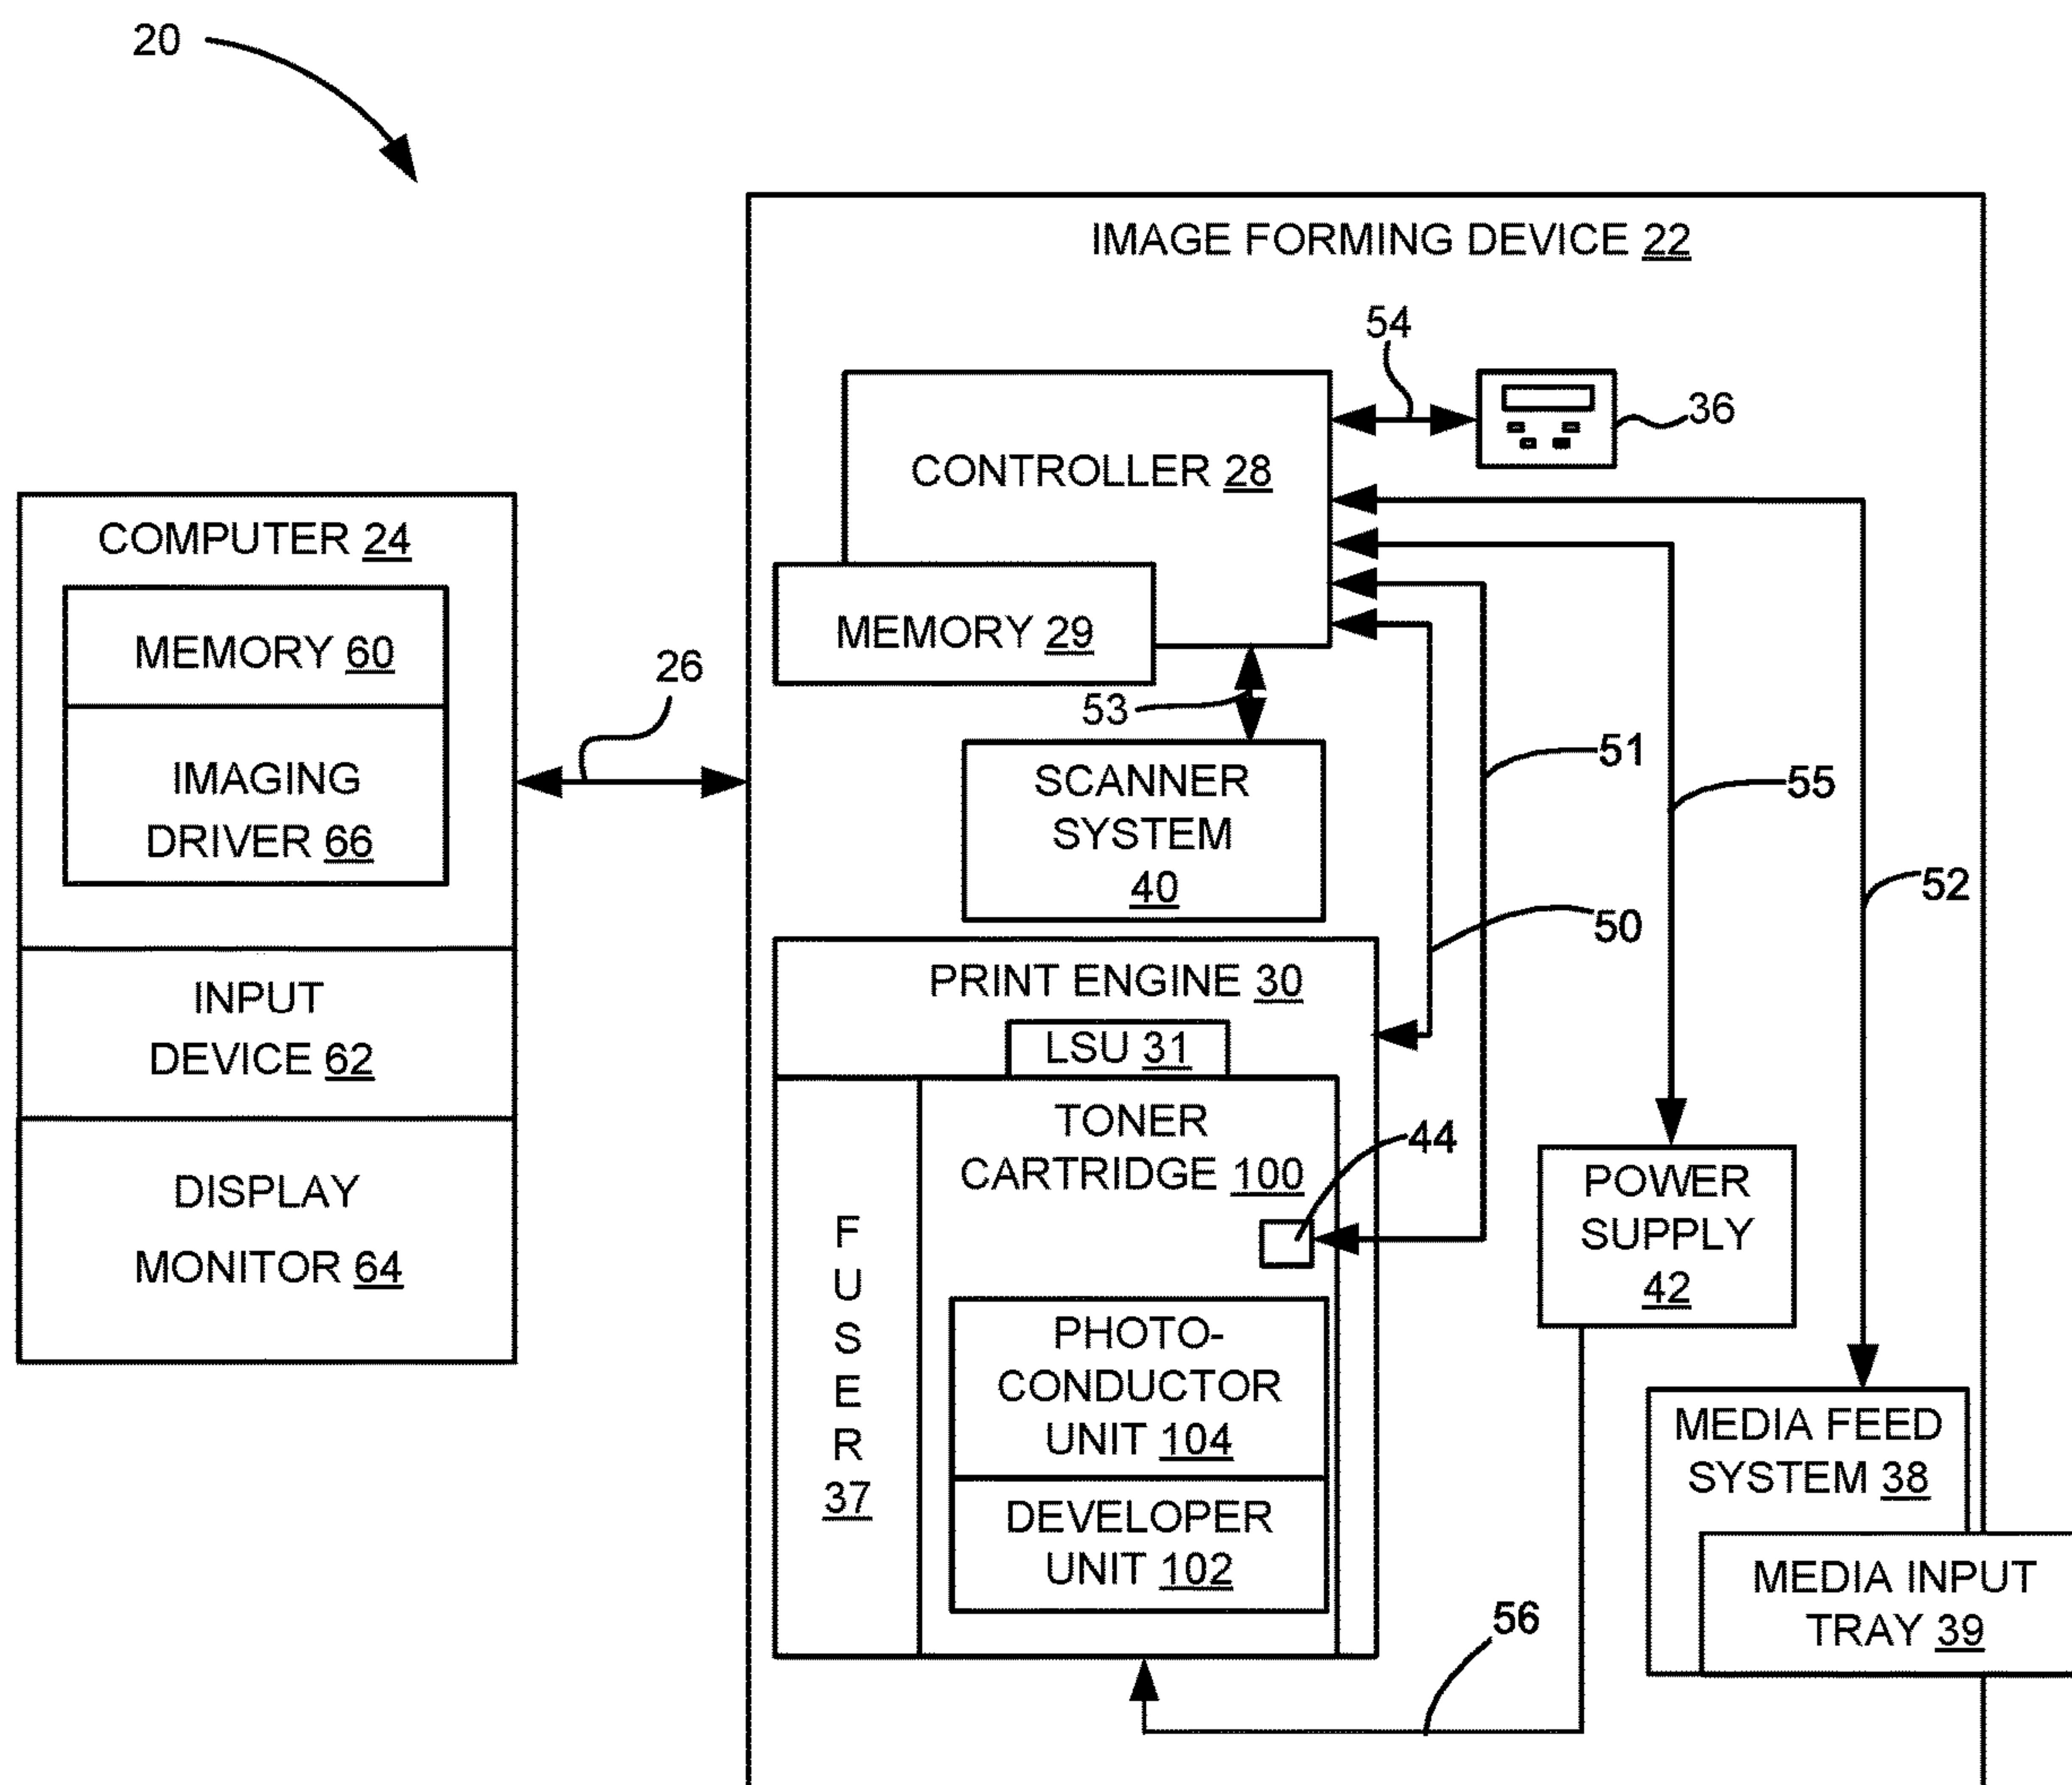 20
IMAGE FORMING DEVICE 22
54
36
CONTROLLER 28
MEMORY 29
53
COMPUTER 24
MEMORY 60
IMAGING
DRIVER 66
INPUT
DEVICE 62
DISPLAY
MONITOR 64
26
SCANNER
SYSTEM
40
51
55
52
50
PRINT ENGINE 30
LSU 31
TONER
CARTRIDGE 100
44
FUSER
37
PHOTO-
CONDUCTOR
UNIT 104
DEVELOPER
UNIT 102
POWER
SUPPLY
42
MEDIA FEED
SYSTEM 38
MEDIA INPUT
TRAY 39
56